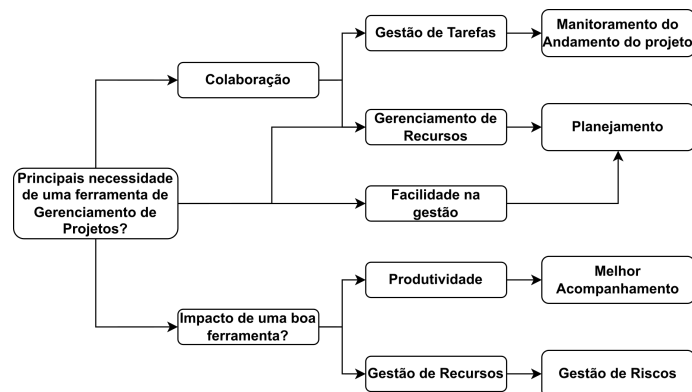 Gestão de Tarefas
Manitoramento do
Andamento do projeto
Colaboração
Gerenciamento de
Recursos
Planejamento
Principais necessidade
de uma ferramenta de
Gerenciamento de
Projetos?
Facilidade na
gestão
Produtividade
Melhor
Acompanhamento
Impacto de uma boa
ferramenta?
Gestão de Recursos
Gestão de Riscos